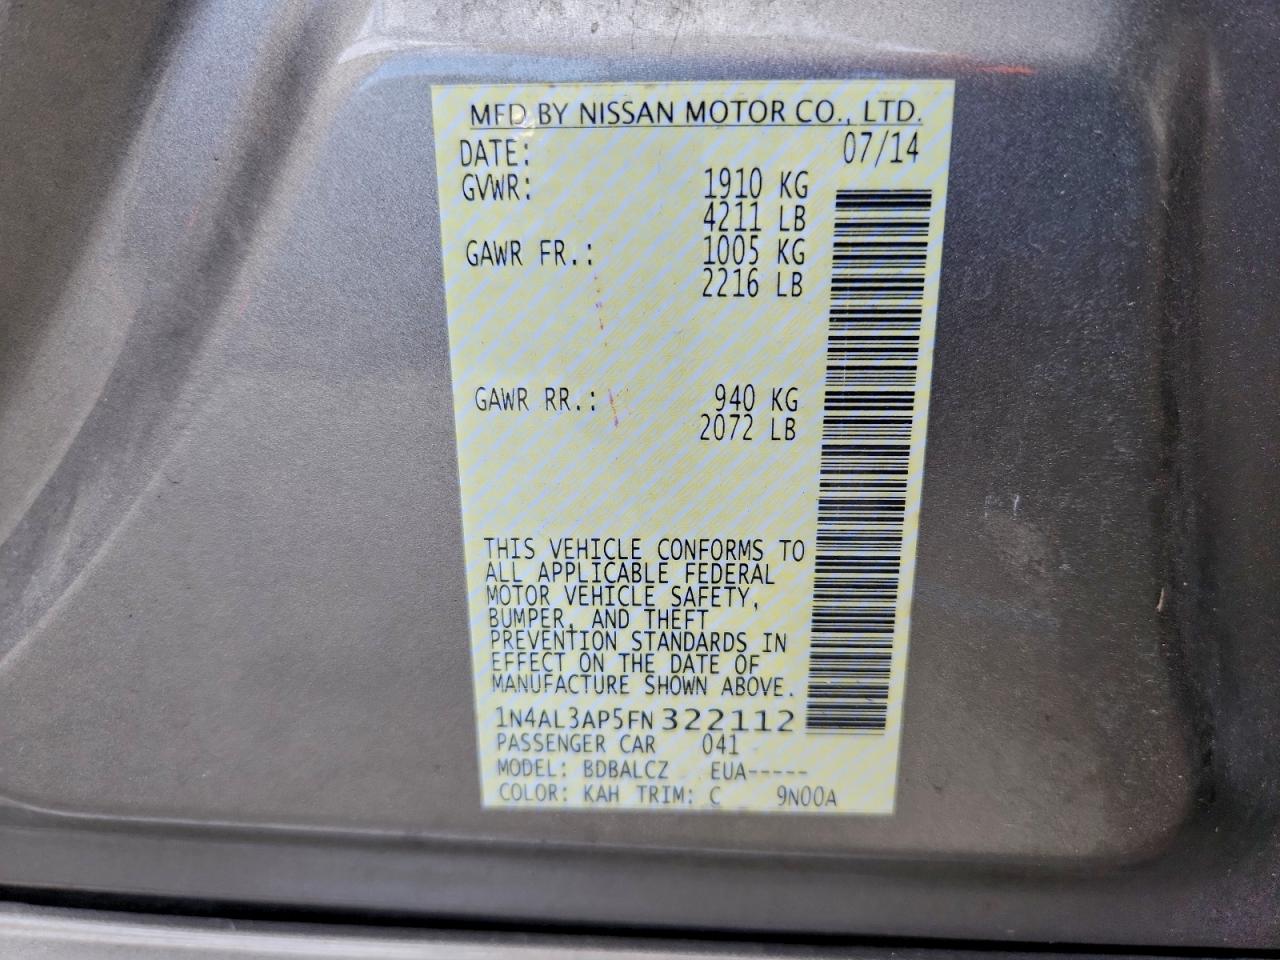 MFD BY NISSAN MOTOR CO., LTD.
DATE: 07/14
GVWR: 1910 KG
4211 LB
GAWR FR.: 1005 KG
2216 LB
GAWR RR.: 940 KG
2072 LB
THIS VEHICLE CONFORMS TO
ALL APPLICABLE FEDERAL
MOTOR VEHICLE SAFETY,
BUMPER, AND THEFT
PREVENTION STANDARDS IN
EFFECT ON THE DATE OF
MANUFACTURE SHOWN ABOVE.
1N4AL3AP5FN322112
PASSENGER CAR 041
MODEL: BDBALCZ EUA-----
COLOR: KAH TRIM: C 9N00A